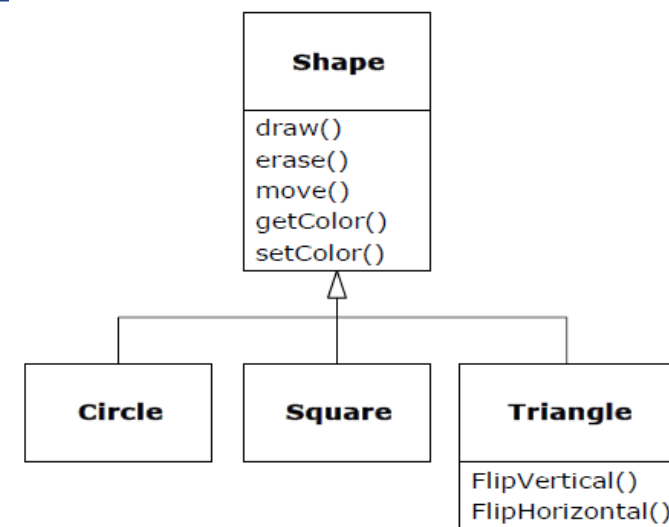 Shape
draw()
erase()
move()
getColor()
setColor()
Circle
Square
Triangle
FlipVertical()
FlipHorizontal()